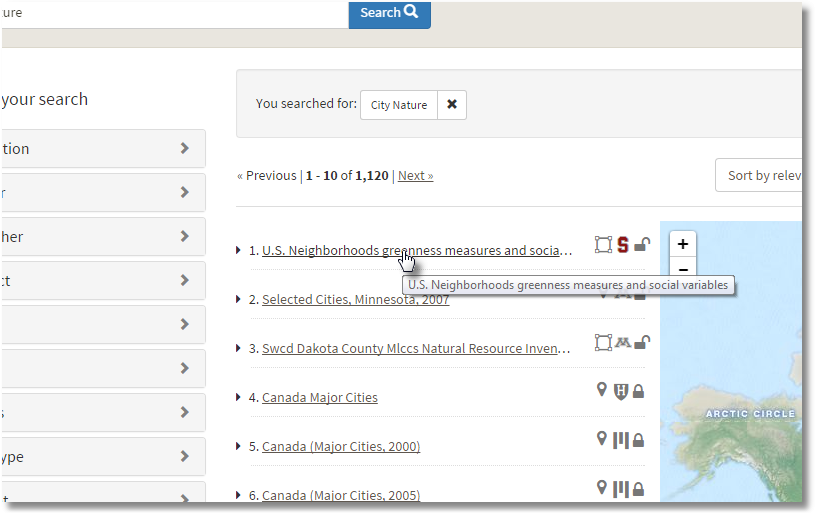 ure
Search
your search
tion
r
her
ct
s
ype
t
You searched for: City Nature ✖
« Previous | 1 - 10 of 1,120 | Next »
Sort by relev
1. U.S. Neighborhoods greenness measures and socia…
U.S. Neighborhoods greenness measures and social variables
2. Selected Cities, Minnesota, 2007
3. Swcd Dakota County Mlccs Natural Resource Inven…
4. Canada Major Cities
5. Canada (Major Cities, 2000)
6. Canada (Major Cities, 2005)
+
−
ARCTIC CIRCLE